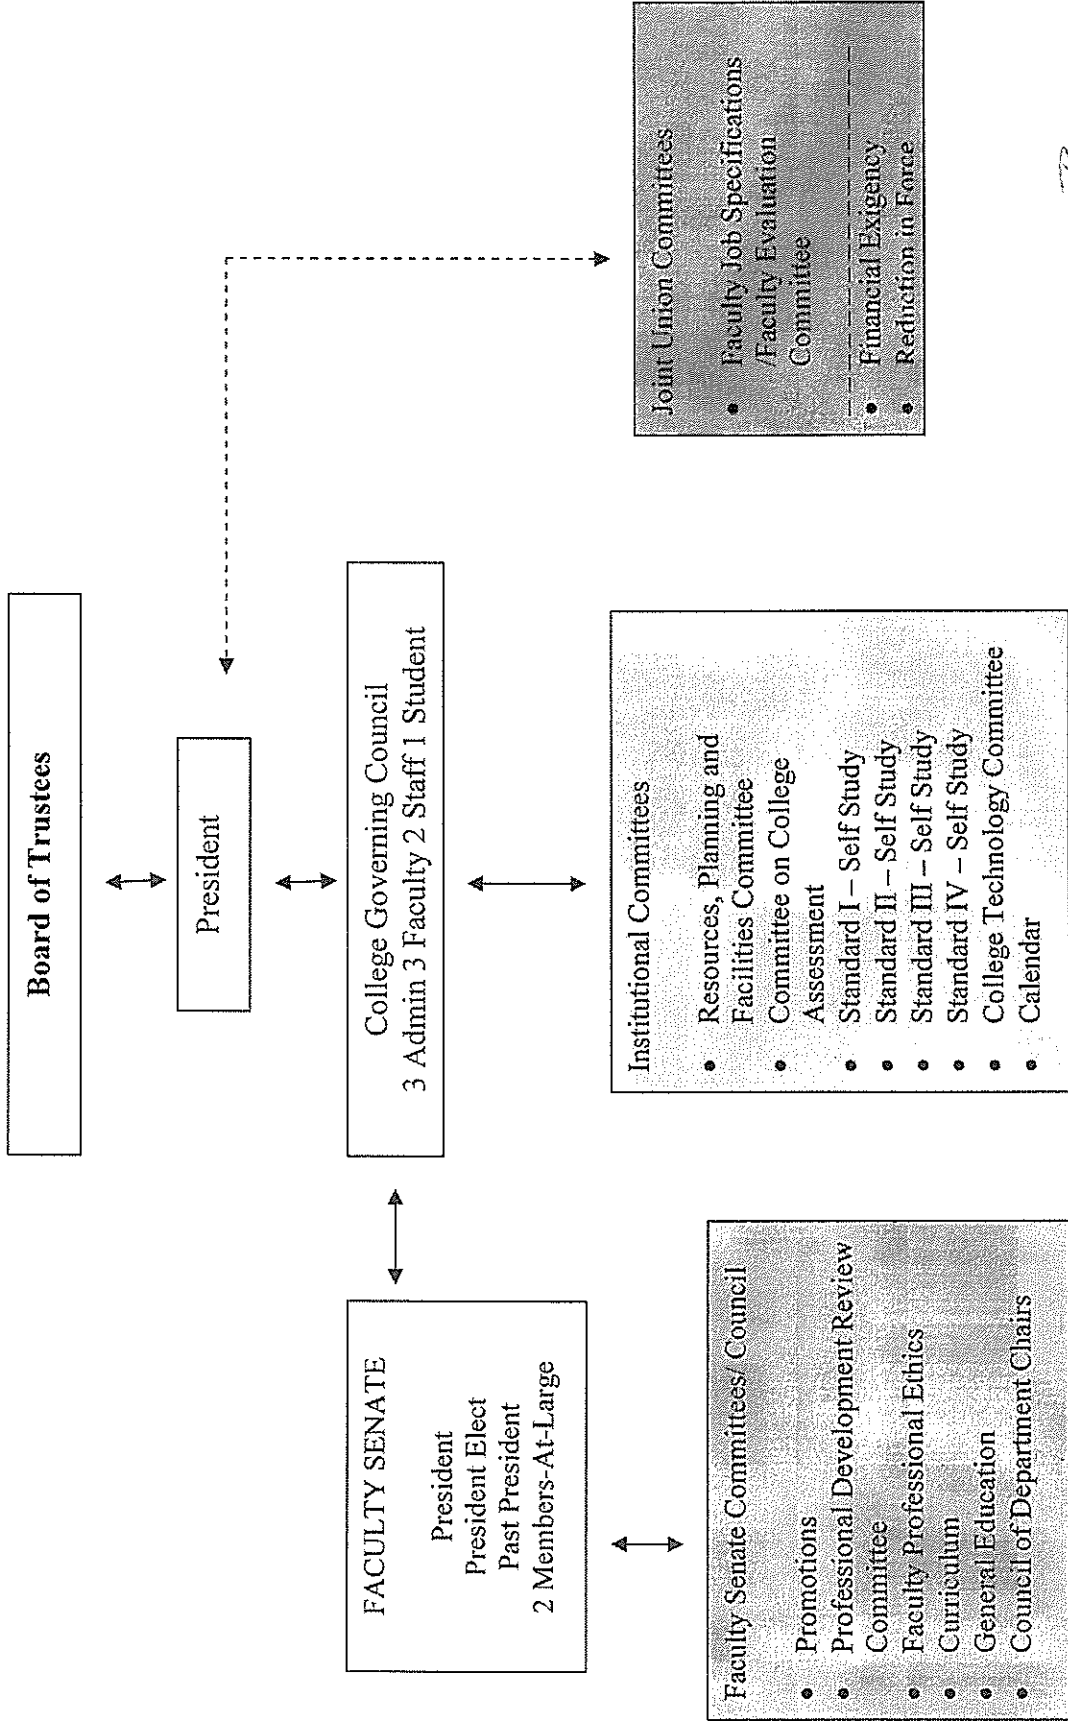 Board of Trustees
President
College Governing Council
3 Admin 3 Faculty 2 Staff 1 Student
FACULTY SENATE
President
President Elect
Past President
2 Members-At-Large
Faculty Senate Committees/ Council
• Promotions
• Professional Development Review
Committee
• Faculty Professional Ethics
• Curriculum
• General Education
• Council of Department Chairs
Institutional Committees
• Resources, Planning and
Facilities Committee
• Committee on College
Assessment
• Standard I – Self Study
• Standard II – Self Study
• Standard III – Self Study
• Standard IV – Self Study
• College Technology Committee
• Calendar
Joint Union Committees
• Faculty Job Specifications
/Faculty Evaluation
Committee
• Financial Exigency
• Reduction in Force